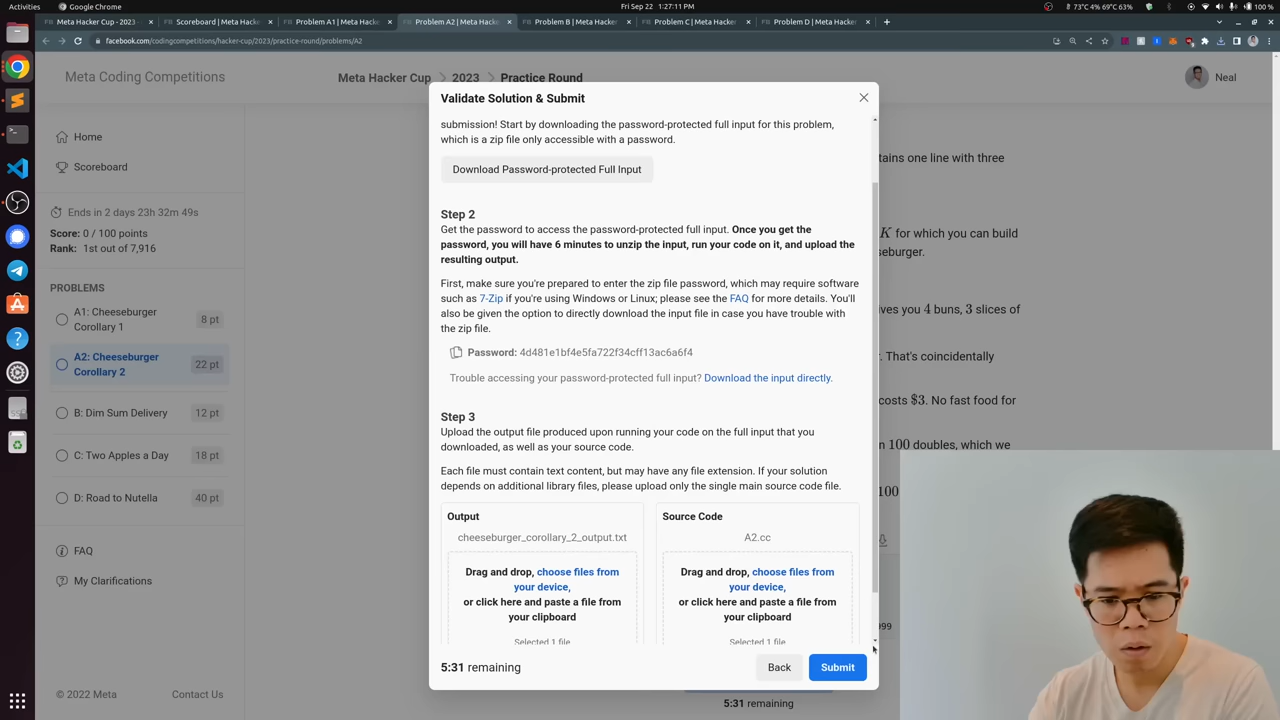 Activities
Google Chrome
Fri Sep 22 1:27:11 PM
73°C 4% 69°C 63%
100 %
Meta Hacker Cup - 2023 -
Scoreboard | Meta Hacker
Problem A1 | Meta Hacker
Problem A2 | Meta Hacker
Problem B | Meta Hacker
Problem C | Meta Hacker
Problem D | Meta Hacker
facebook.com/codingcompetitions/hacker-cup/2023/practice-round/problems/A2
Meta Coding Competitions
Meta Hacker Cup
2023
Practice Round
Neal
Home
Scoreboard
Ends in 2 days 23h 32m 49s
Score: 0 / 100 points
Rank: 1st out of 7,916
PROBLEMS
A1: Cheeseburger
Corollary 1
8 pt
A2: Cheeseburger
Corollary 2
22 pt
B: Dim Sum Delivery
12 pt
C: Two Apples a Day
18 pt
D: Road to Nutella
40 pt
FAQ
My Clarifications
© 2022 Meta
Contact Us
Validate Solution & Submit
submission! Start by downloading the password-protected full input for this problem,
which is a zip file only accessible with a password.
Download Password-protected Full Input
Step 2
Get the password to access the password-protected full input. Once you get the
password, you will have 6 minutes to unzip the input, run your code on it, and upload the
resulting output.
First, make sure you're prepared to enter the zip file password, which may require software
such as 7-Zip if you're using Windows or Linux; please see the FAQ for more details. You'll
also be given the option to directly download the input file in case you have trouble with
the zip file.
Password: 4d481e1bf4e5fa722f34cff13ac6a6f4
Trouble accessing your password-protected full input? Download the input directly.
Step 3
Upload the output file produced upon running your code on the full input that you
downloaded, as well as your source code.
Each file must contain text content, but may have any file extension. If your solution
depends on additional library files, please upload only the single main source code file.
Output
cheeseburger_corollary_2_output.txt
Drag and drop, choose files from
your device,
or click here and paste a file from
your clipboard
Selected 1 file
Source Code
A2.cc
Drag and drop, choose files from
your device,
or click here and paste a file from
your clipboard
Selected 1 file
5:31 remaining
Back
Submit
tains one line with three
K for which you can build
seburger.
ives you 4 buns, 3 slices of
. That's coincidentally
costs $3. No fast food for
n 100 doubles, which we
100
999
5:31 remaining